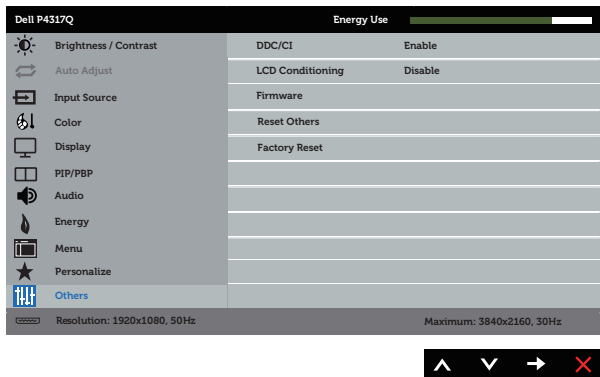 Dell P4317Q Energy Use
Brightness / Contrast DDC/CI Enable
Auto Adjust LCD Conditioning Disable
Input Source Firmware
Color Reset Others
Display Factory Reset
PIP/PBP
Audio
Energy
Menu
Personalize
Others
Resolution: 1920x1080, 50Hz Maximum: 3840x2160, 30Hz